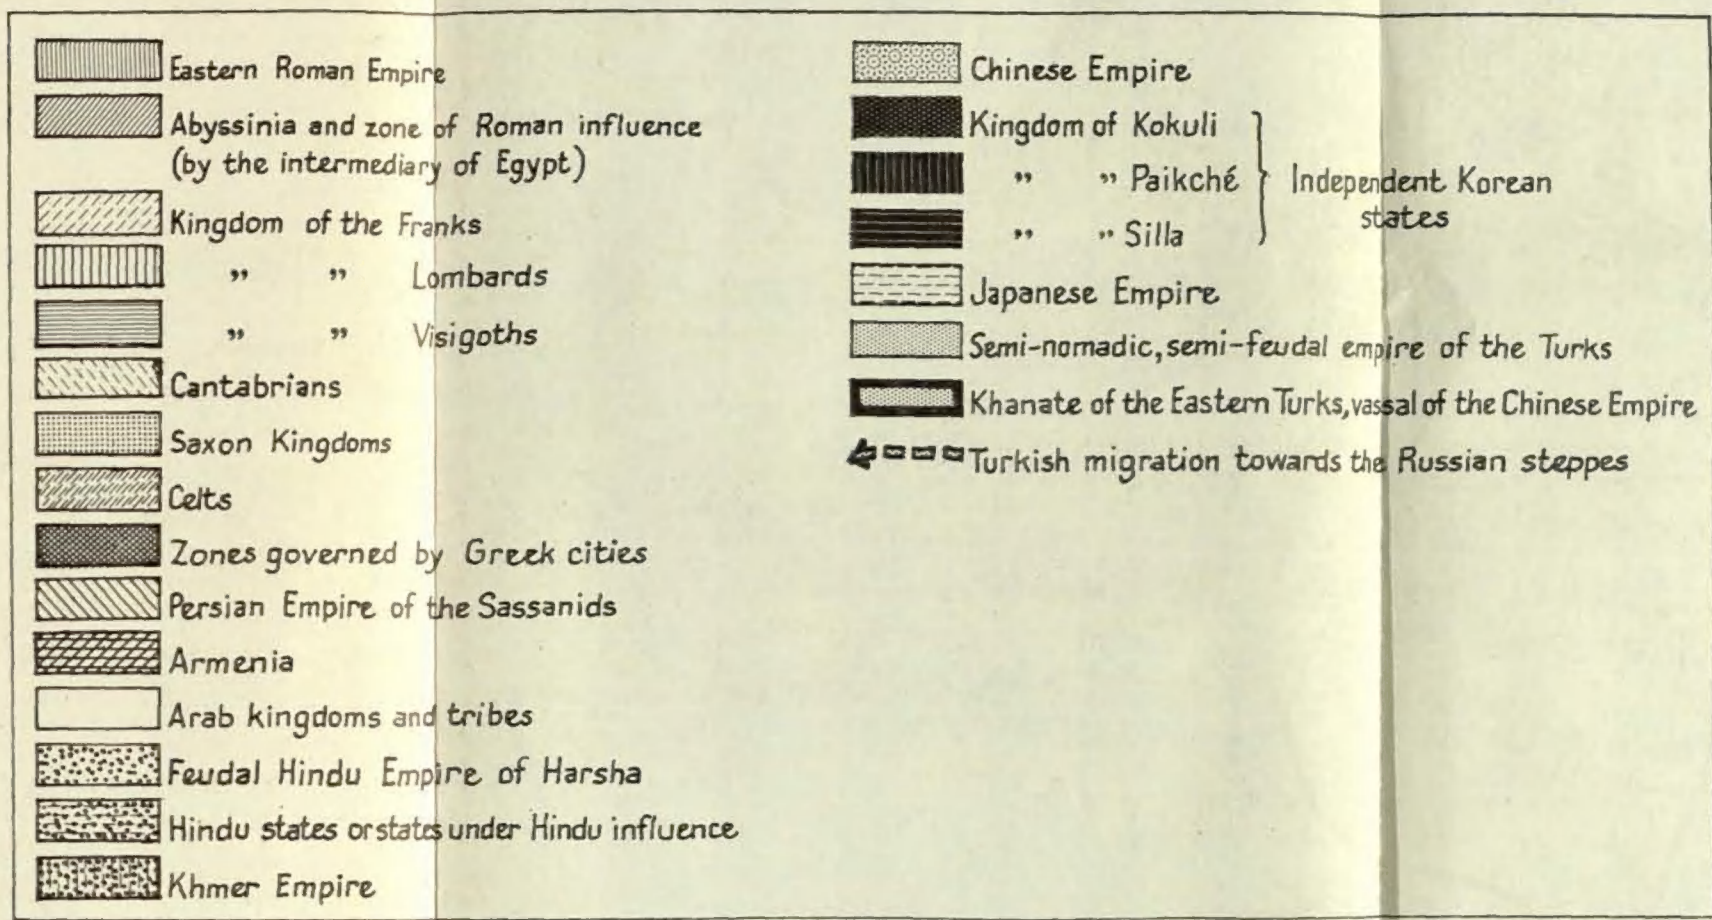 Eastern Roman Empire
Abyssinia and zone of Roman influence
(by the intermediary of Egypt)
Kingdom of the Franks
" " Lombards
" " Visigoths
Cantabrians
Saxon Kingdoms
Celts
Zones governed by Greek cities
Persian Empire of the Sassanids
Armenia
Arab kingdoms and tribes
Feudal Hindu Empire of Harsha
Hindu states or states under Hindu influence
Khmer Empire
Chinese Empire
Kingdom of Kokuli
" " Paikché
" " Silla
Independent Korean
states
Japanese Empire
Semi-nomadic, semi-feudal empire of the Turks
Khanate of the Eastern Turks, vassal of the Chinese Empire
Turkish migration towards the Russian steppes